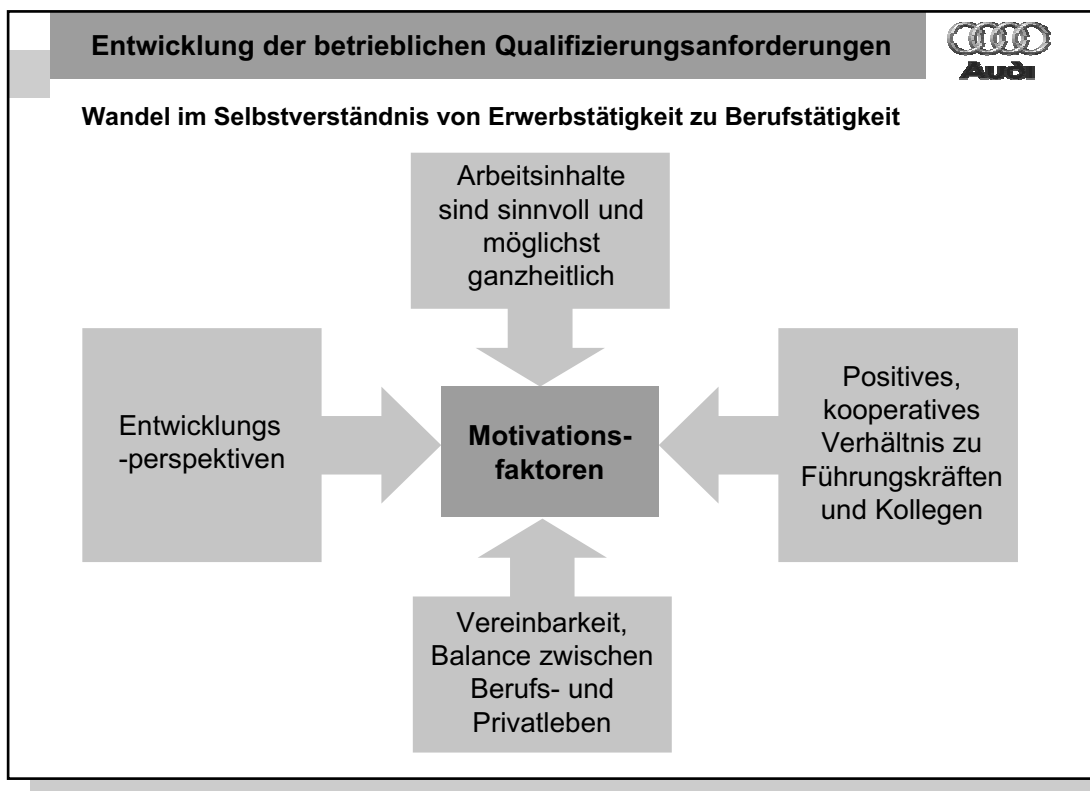 Entwicklung der betrieblichen Qualifizierungsanforderungen
Audi
Wandel im Selbstverständnis von Erwerbstätigkeit zu Berufstätigkeit
Arbeitsinhalte
sind sinnvoll und
möglichst
ganzheitlich
Entwicklungs
-perspektiven
Motivations-
faktoren
Positives,
kooperatives
Verhältnis zu
Führungskräften
und Kollegen
Vereinbarkeit,
Balance zwischen
Berufs- und
Privatleben